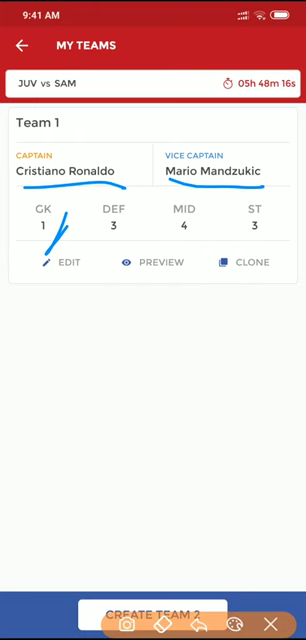 9:41 AM
MY TEAMS
JUV vs SAM 05h 48m 16s
Team 1
CAPTAIN VICE CAPTAIN
Cristiano Ronaldo Mario Mandzukic
GK DEF MID ST
1 3 4 3
EDIT PREVIEW CLONE
CREATE TEAM 2